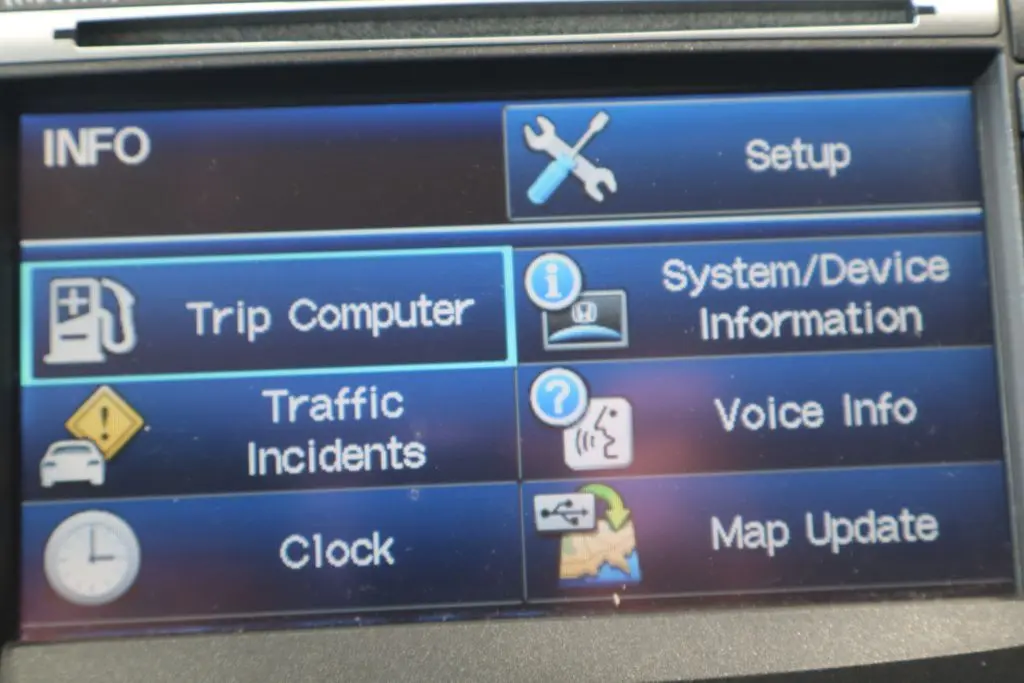 INFO
Setup
Trip Computer
System/Device
Information
Traffic
Incidents
Voice Info
Clock
Map Update